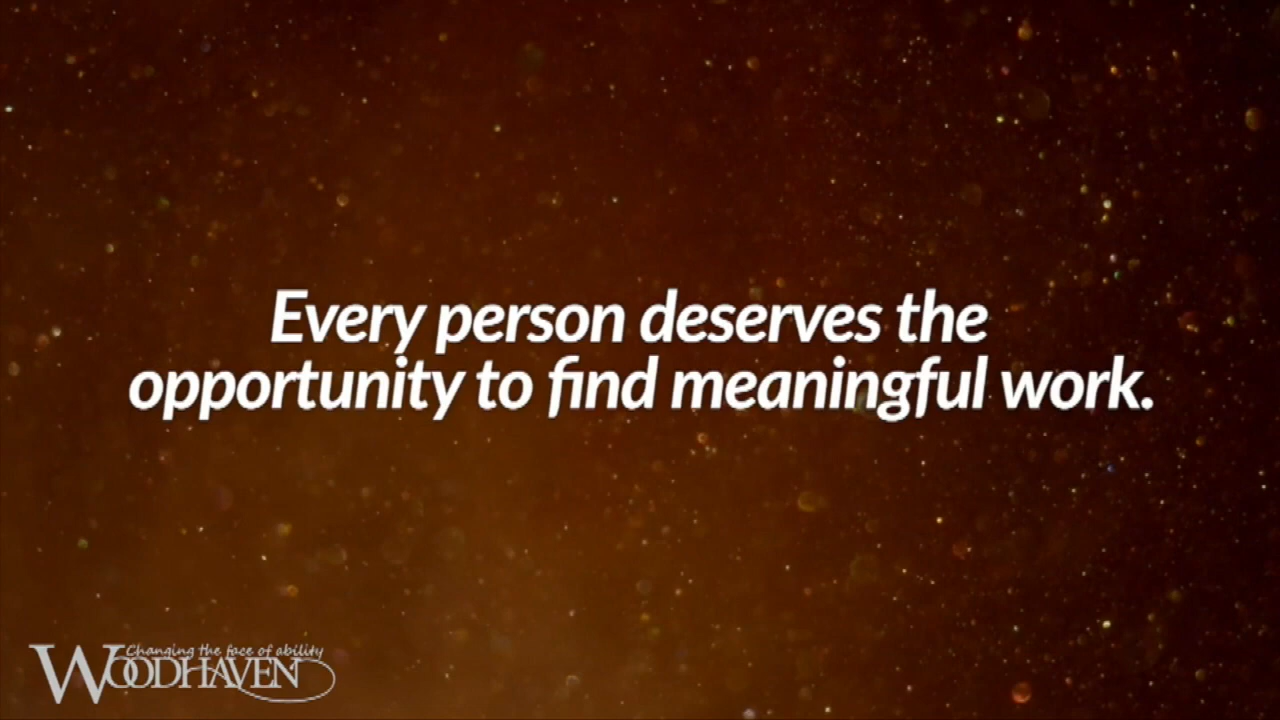 Every person deserves the
opportunity to find meaningful work.
Changing the face of ability
WOODHAVEN